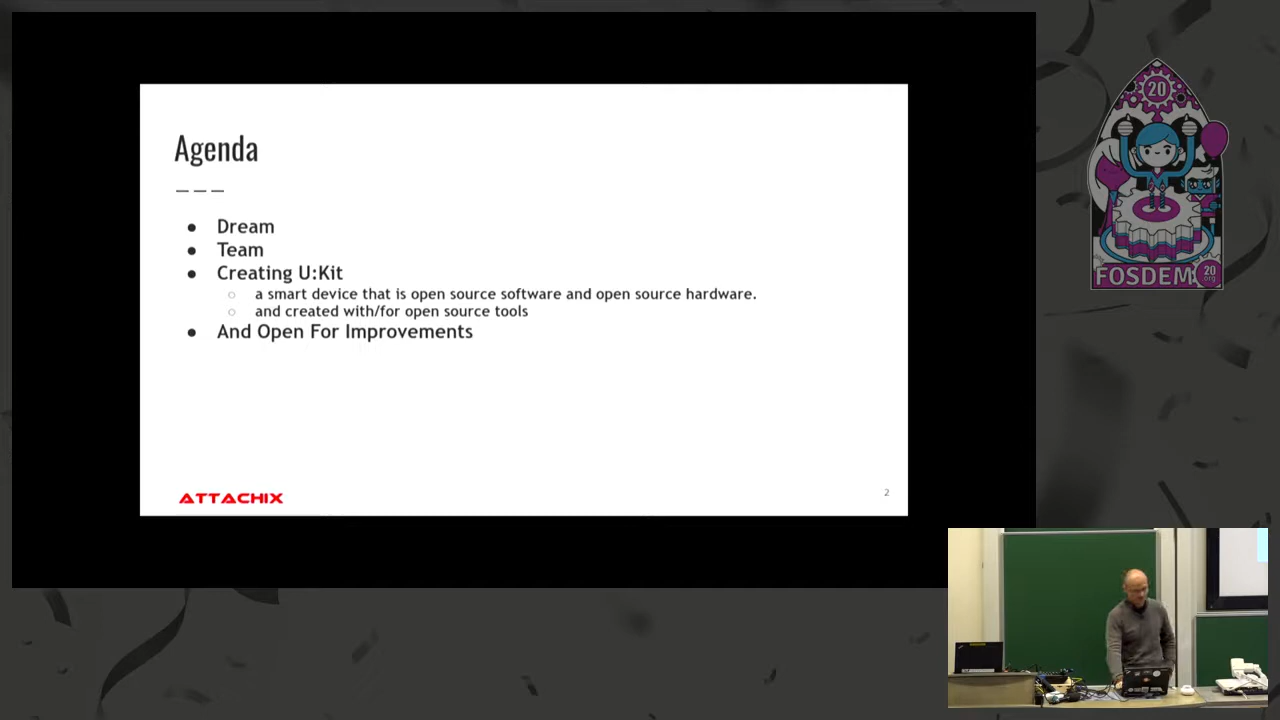 Agenda
● Dream
● Team
● Creating U:Kit
○ a smart device that is open source software and open source hardware.
○ and created with/for open source tools
● And Open For Improvements
ATTACHIX
2
20
FOSDEM
20
.org